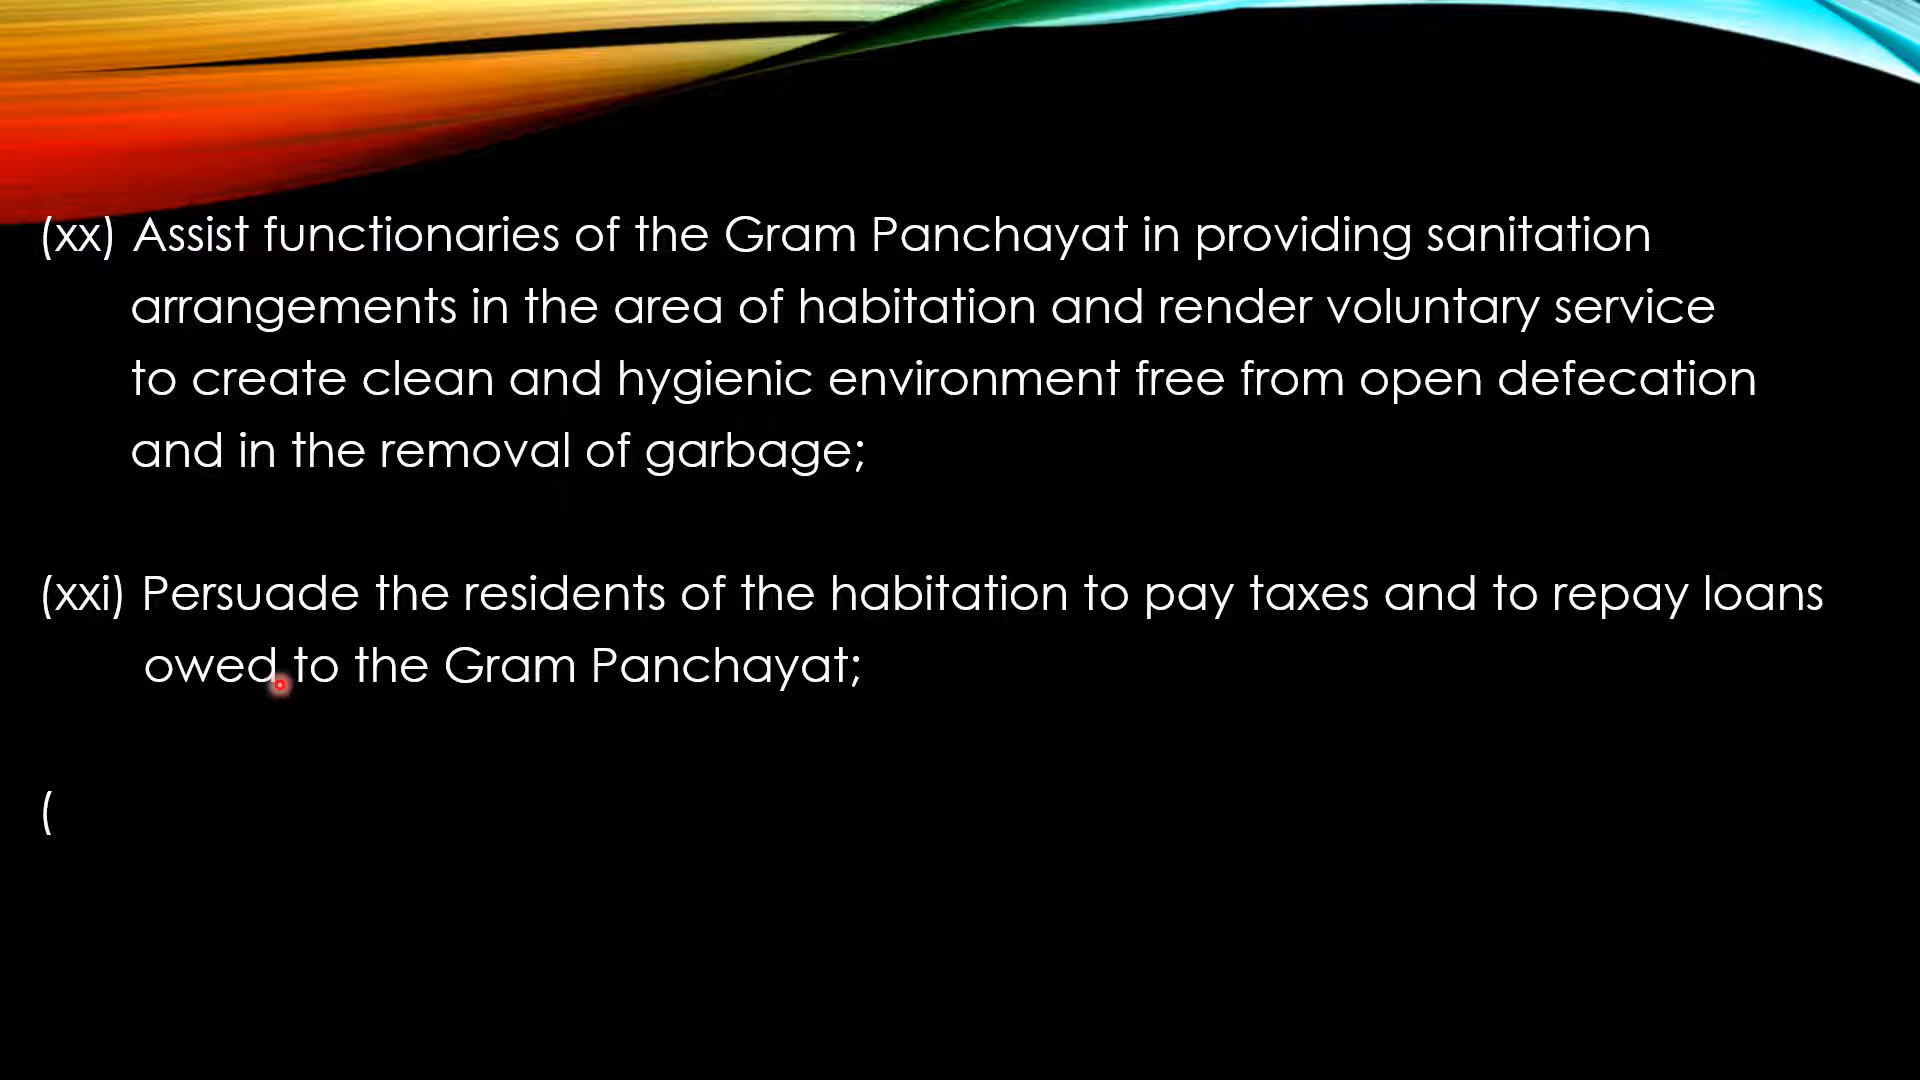 (xx) Assist functionaries of the Gram Panchayat in providing sanitation
arrangements in the area of habitation and render voluntary service
to create clean and hygienic environment free from open defecation
and in the removal of garbage;
(xxi) Persuade the residents of the habitation to pay taxes and to repay loans
owed to the Gram Panchayat;
(